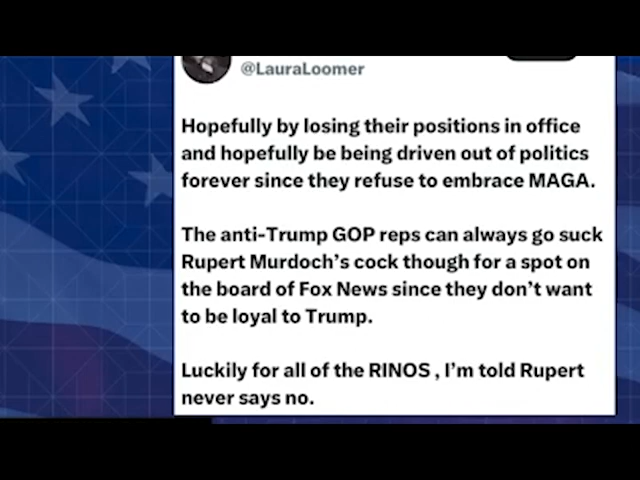 @LauraLoomer
Hopefully by losing their positions in office
and hopefully be being driven out of politics
forever since they refuse to embrace MAGA.
The anti-Trump GOP reps can always go suck
Rupert Murdoch’s cock though for a spot on
the board of Fox News since they don’t want
to be loyal to Trump.
Luckily for all of the RINOS , I’m told Rupert
never says no.